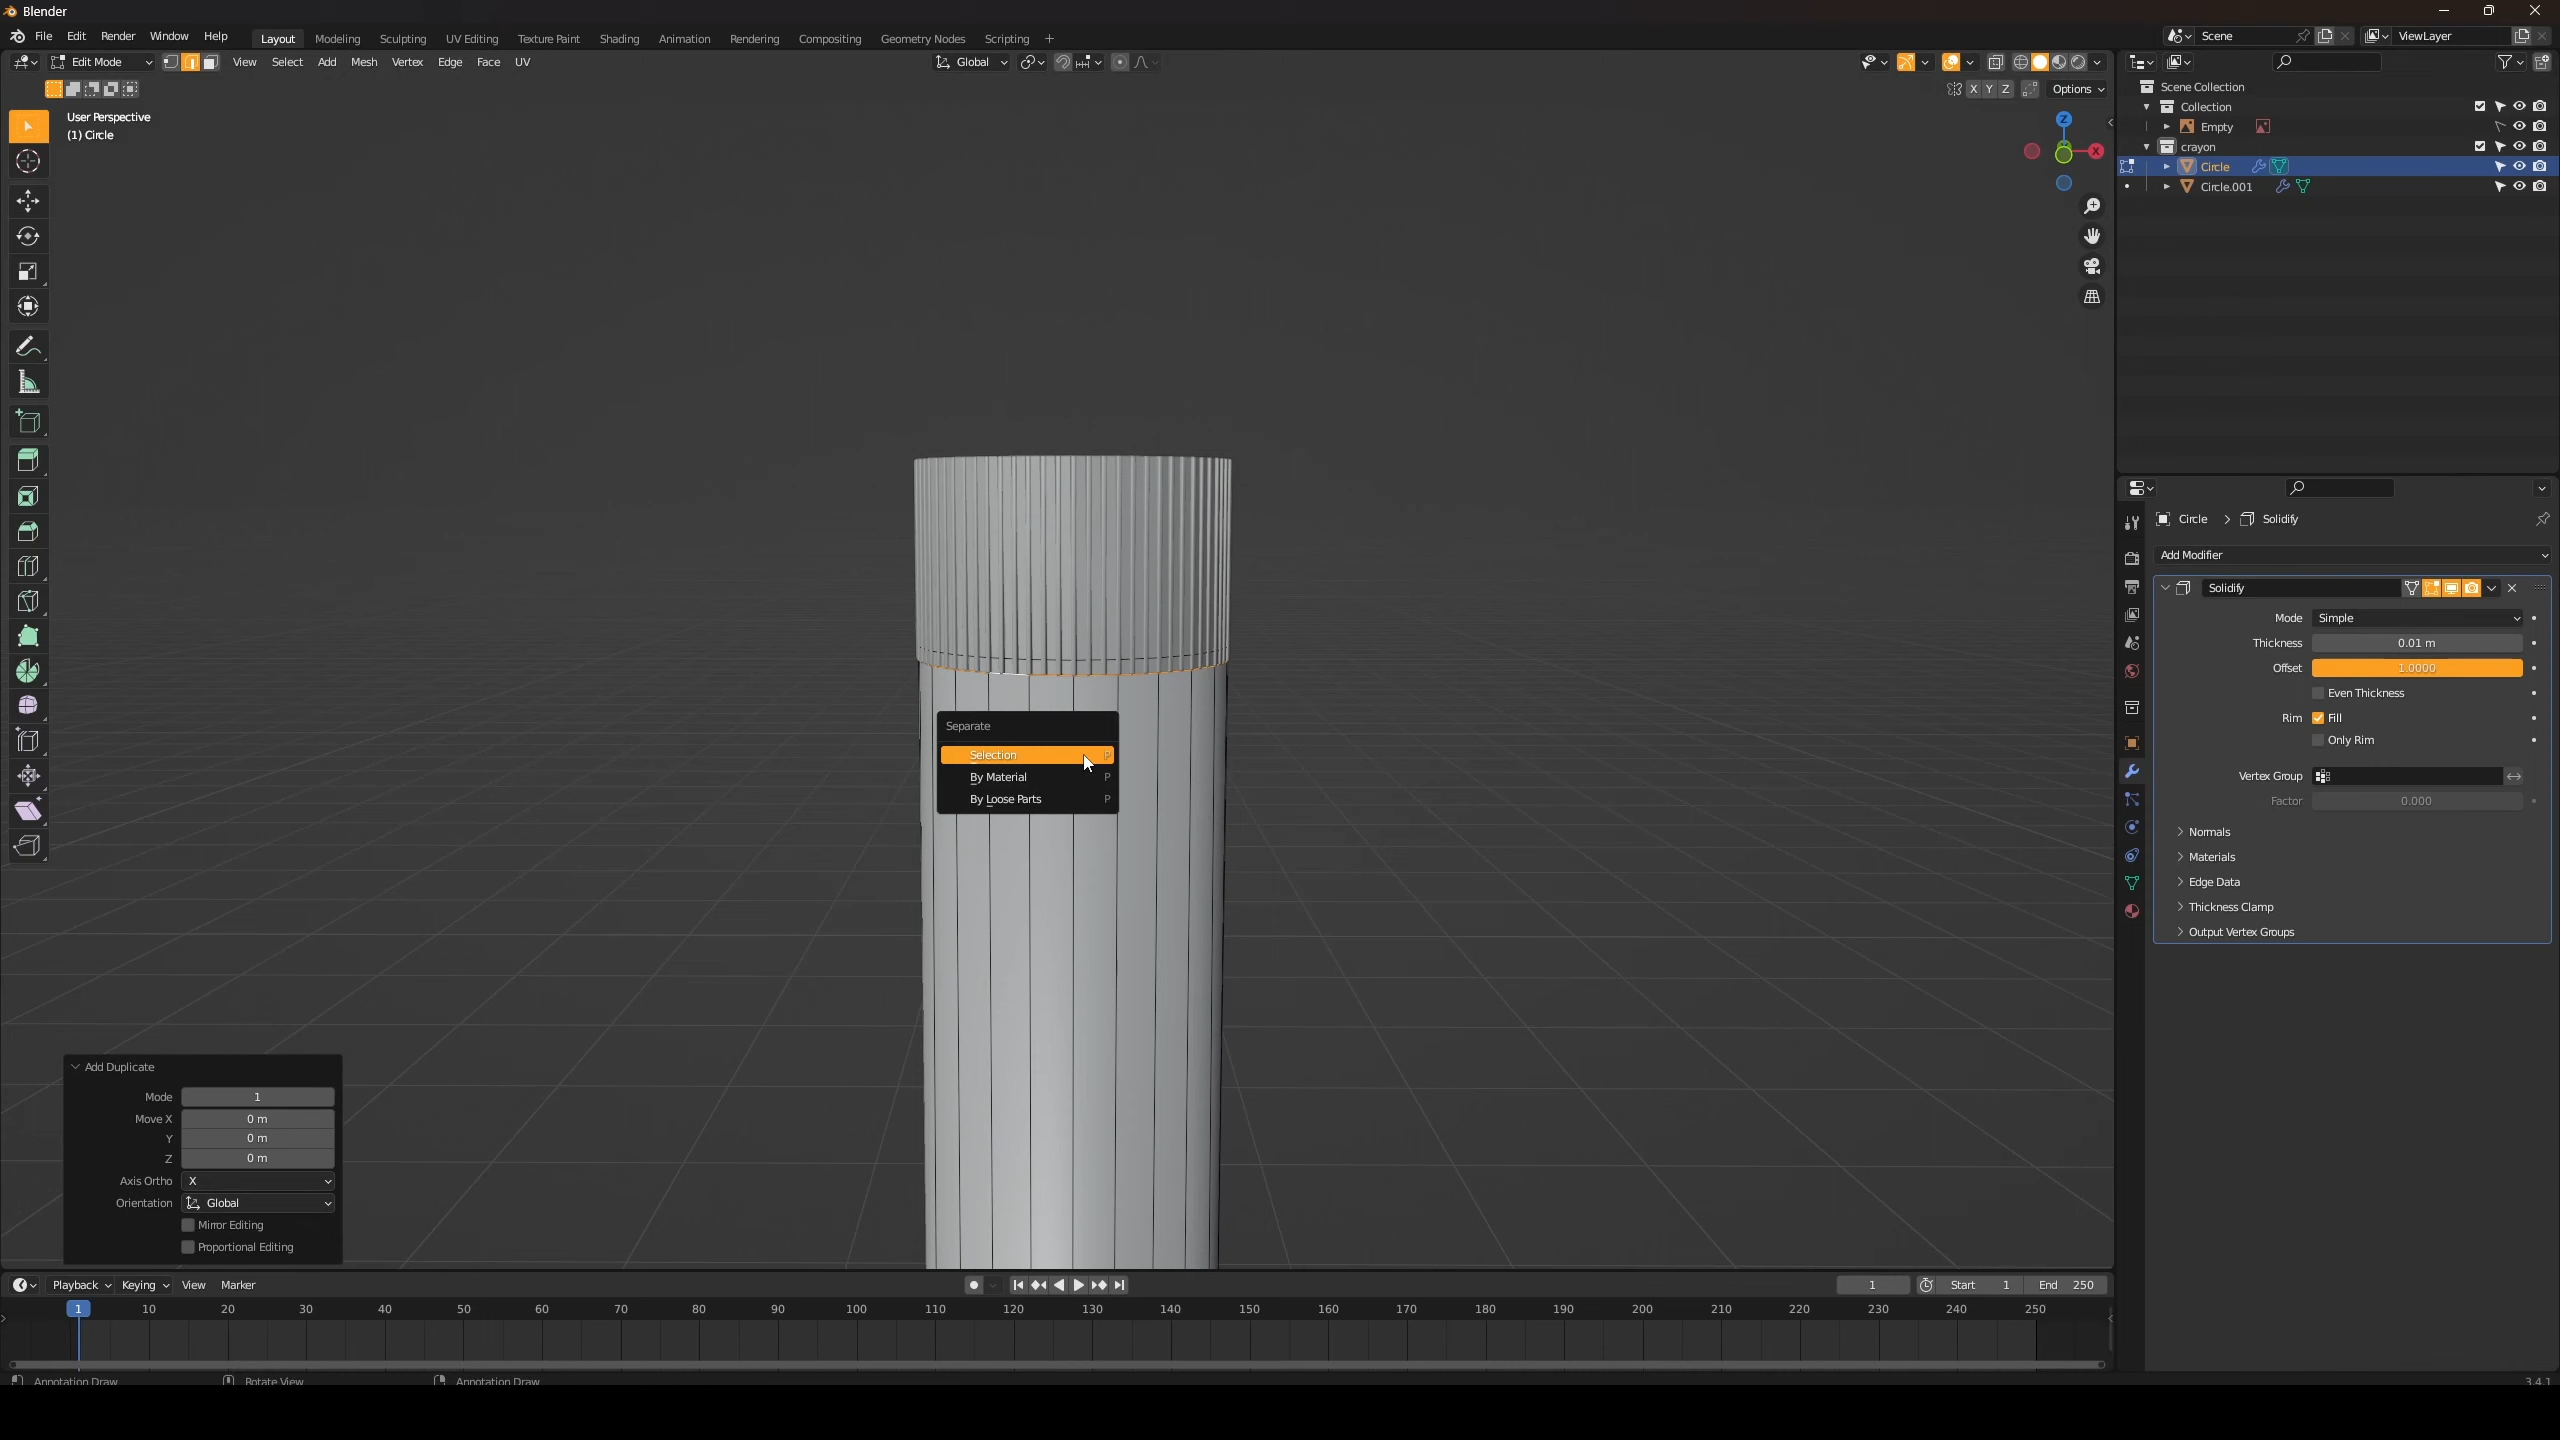 Blender
File Edit Render Window Help Layout Modeling Sculpting UV Editing Texture Paint Shading Animation Rendering Compositing Geometry Nodes Scripting + Scene ViewLayer
Edit Mode View Select Add Mesh Vertex Edge Face UV Global
X Y Z Options
User Perspective
(1) Circle
Z
X
Scene Collection
Collection
Empty
crayon
Circle
Circle.001
Circle Solidify
Add Modifier
Solidify
Mode Simple
Thickness 0.01 m
Offset 1.0000
Even Thickness
Rim Fill
Only Rim
Vertex Group
Factor 0.000
Normals
Materials
Edge Data
Thickness Clamp
Output Vertex Groups
Separate
Selection P
By Material P
By Loose Parts P
Add Duplicate
Mode 1
Move X 0 m
Y 0 m
Z 0 m
Axis Ortho X
Orientation Global
Mirror Editing
Proportional Editing
Playback Keying View Marker 1 Start 1 End 250
1 10 20 30 40 50 60 70 80 90 100 110 120 130 140 150 160 170 180 190 200 210 220 230 240 250
Annotation Draw Rotate View Annotation Draw 3.4.1